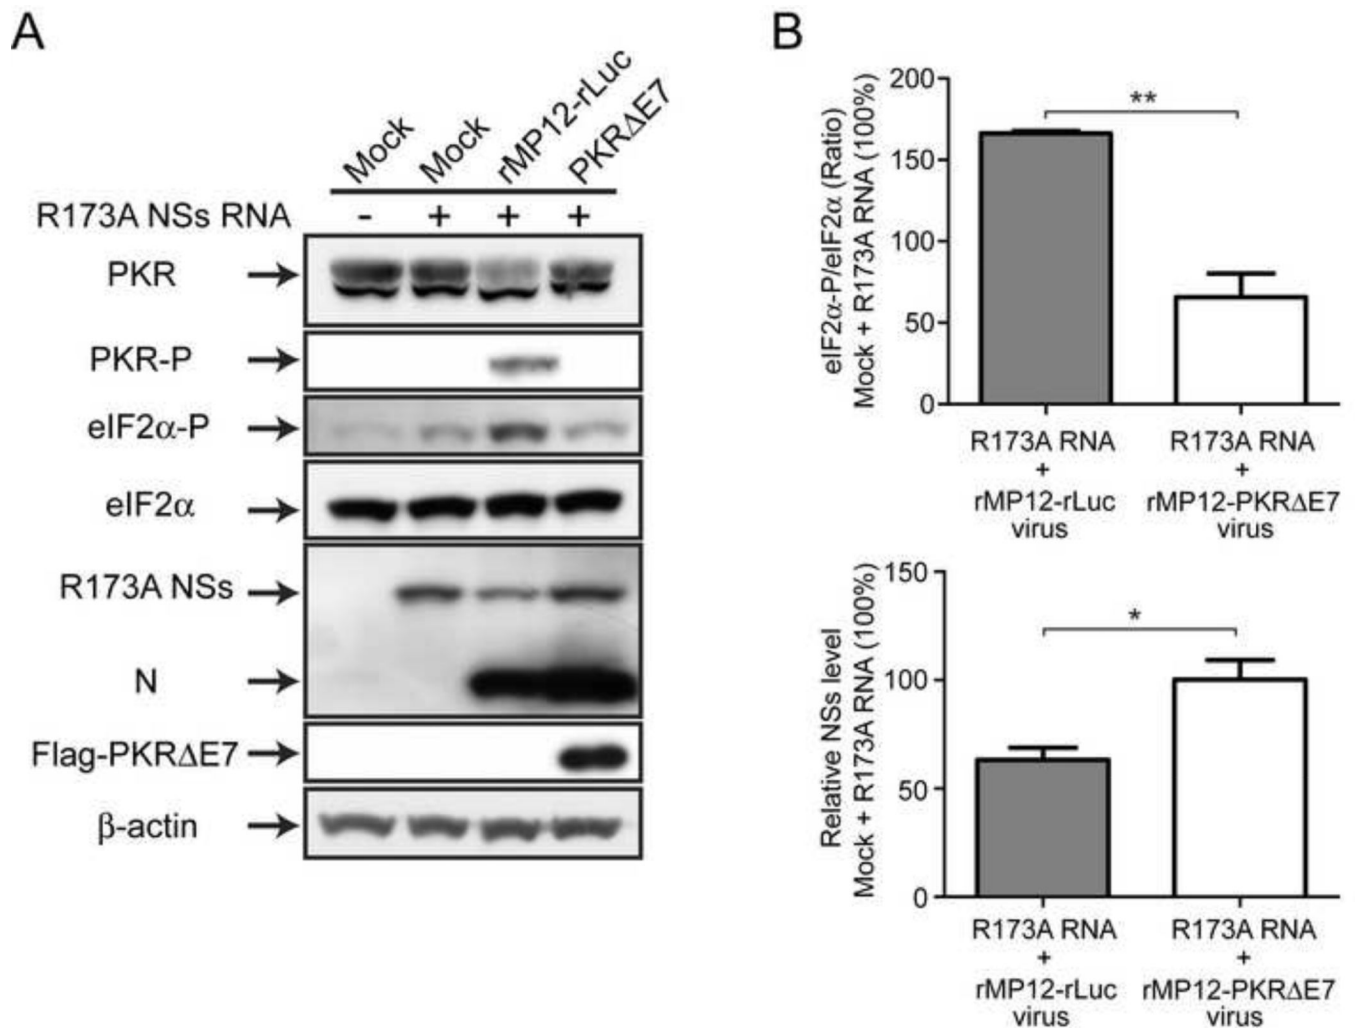 A
Mock
Mock
rMP12-rLuc
PKRΔE7
R173A NSs RNA - + + +
PKR
PKR-P
eIF2α-P
eIF2α
R173A NSs
N
Flag-PKRΔE7
β-actin
B
eIF2α-P/eIF2α (Ratio)
Mock + R173A RNA (100%)
200
150
100
50
0
**
R173A RNA
+
rMP12-rLuc
virus
R173A RNA
+
rMP12-PKRΔE7
virus
Relative NSs level
Mock + R173A RNA (100%)
150
100
50
0
*
R173A RNA
+
rMP12-rLuc
virus
R173A RNA
+
rMP12-PKRΔE7
virus